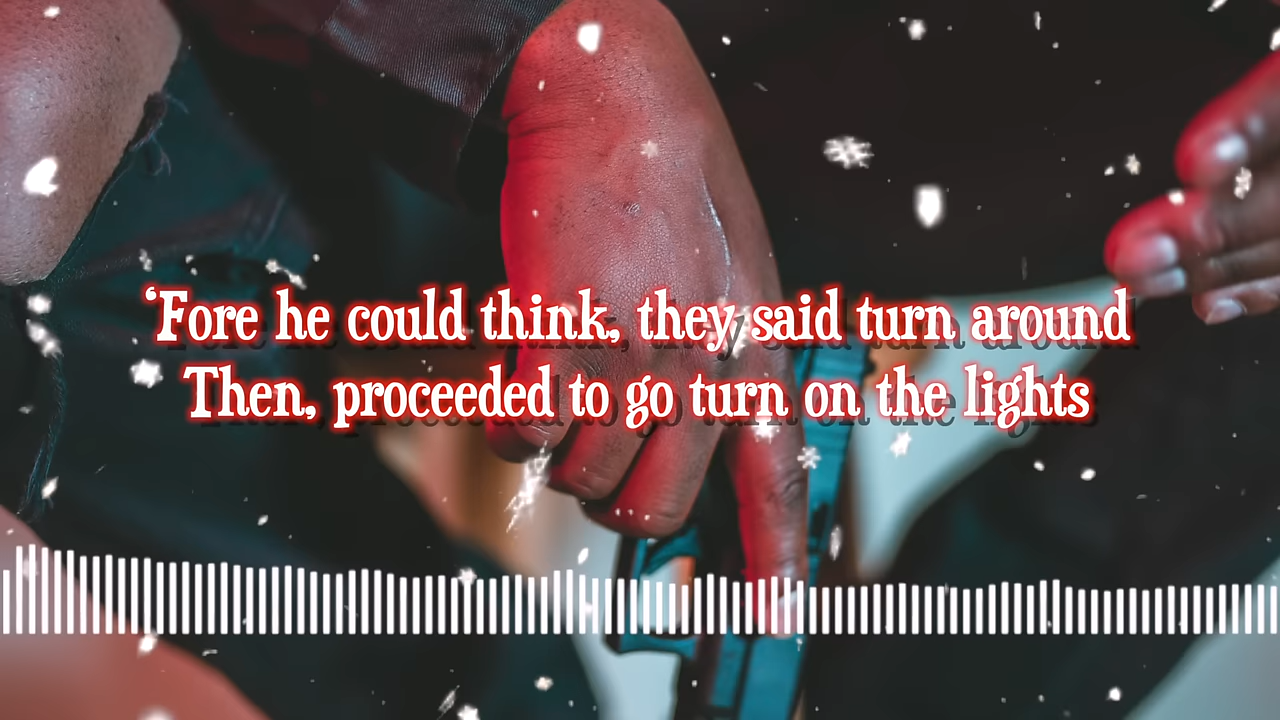 ‘Fore he could think, they said turn around
Then, proceeded to go turn on the lights